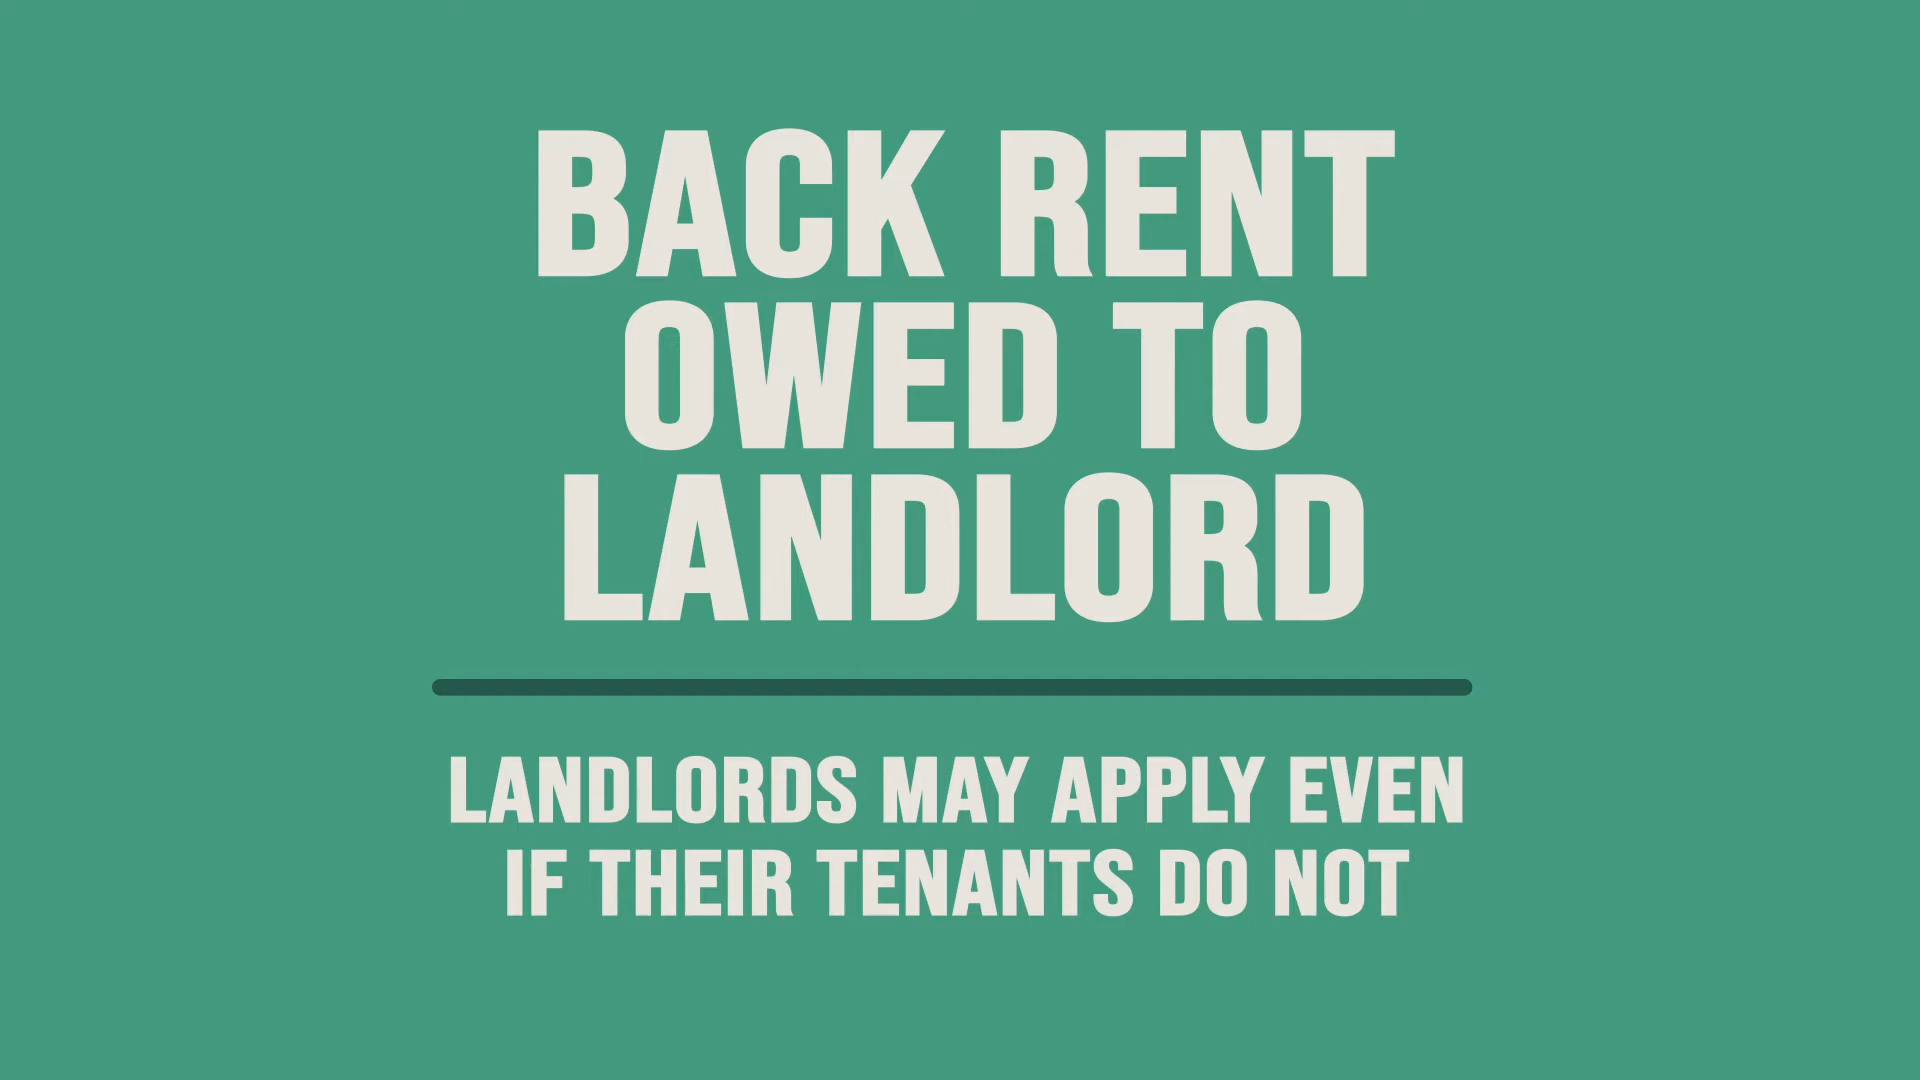 BACK RENT
OWED TO
LANDLORD
LANDLORDS MAY APPLY EVEN
IF THEIR TENANTS DO NOT